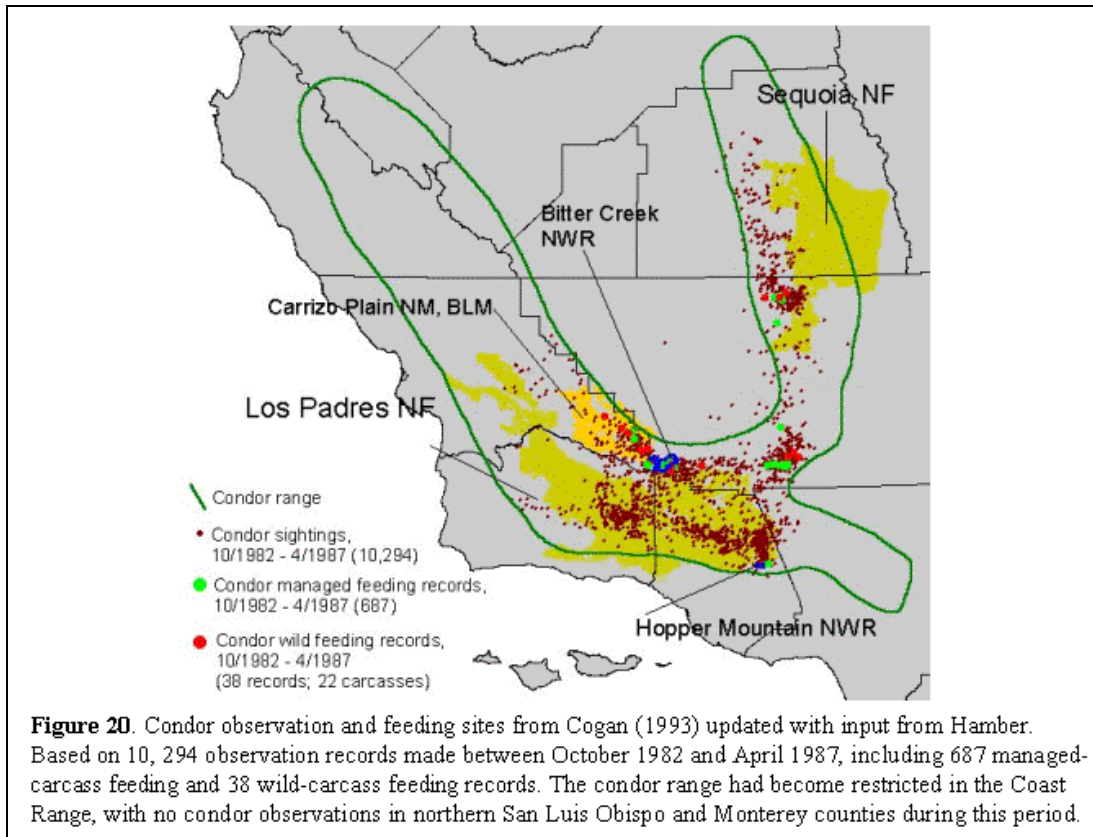 Sequoia NF
Bitter Creek
NWR
Carrizo Plain NM, BLM
Los Padres NF
Condor range
Condor sightings,
10/1982 - 4/1987 (10,294)
Condor managed feeding records,
10/1982 - 4/1987 (687)
Condor wild feeding records,
10/1982 - 4/1987
(38 records; 22 carcasses)
Hopper Mountain NWR
Figure 20. Condor observation and feeding sites from Cogan (1993) updated with input from Hamber.
Based on 10, 294 observation records made between October 1982 and April 1987, including 687 managed-
carcass feeding and 38 wild-carcass feeding records. The condor range had become restricted in the Coast
Range, with no condor observations in northern San Luis Obispo and Monterey counties during this period.